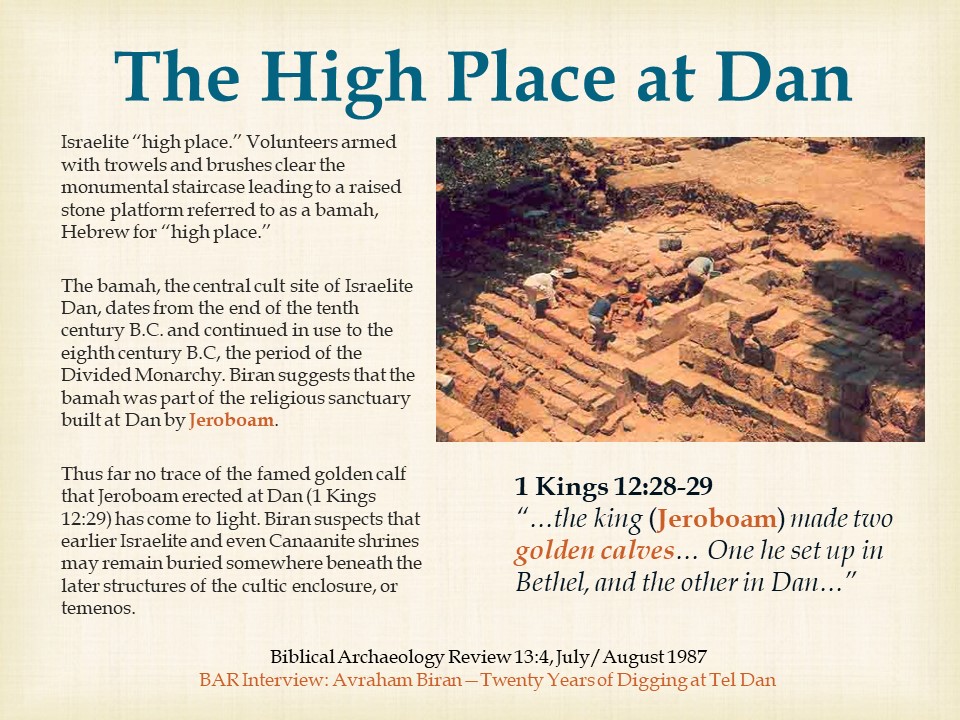 The High Place at Dan
Israelite “high place.” Volunteers armed
with trowels and brushes clear the
monumental staircase leading to a raised
stone platform referred to as a bamah,
Hebrew for “high place.”
The bamah, the central cult site of Israelite
Dan, dates from the end of the tenth
century B.C. and continued in use to the
eighth century B.C, the period of the
Divided Monarchy. Biran suggests that the
bamah was part of the religious sanctuary
built at Dan by Jeroboam.
Thus far no trace of the famed golden calf
that Jeroboam erected at Dan (1 Kings
12:29) has come to light. Biran suspects that
earlier Israelite and even Canaanite shrines
may remain buried somewhere beneath the
later structures of the cultic enclosure, or
temenos.
1 Kings 12:28-29
“…the king (Jeroboam) made two
golden calves… One he set up in
Bethel, and the other in Dan…”
Biblical Archaeology Review 13:4, July/August 1987
BAR Interview: Avraham Biran—Twenty Years of Digging at Tel Dan